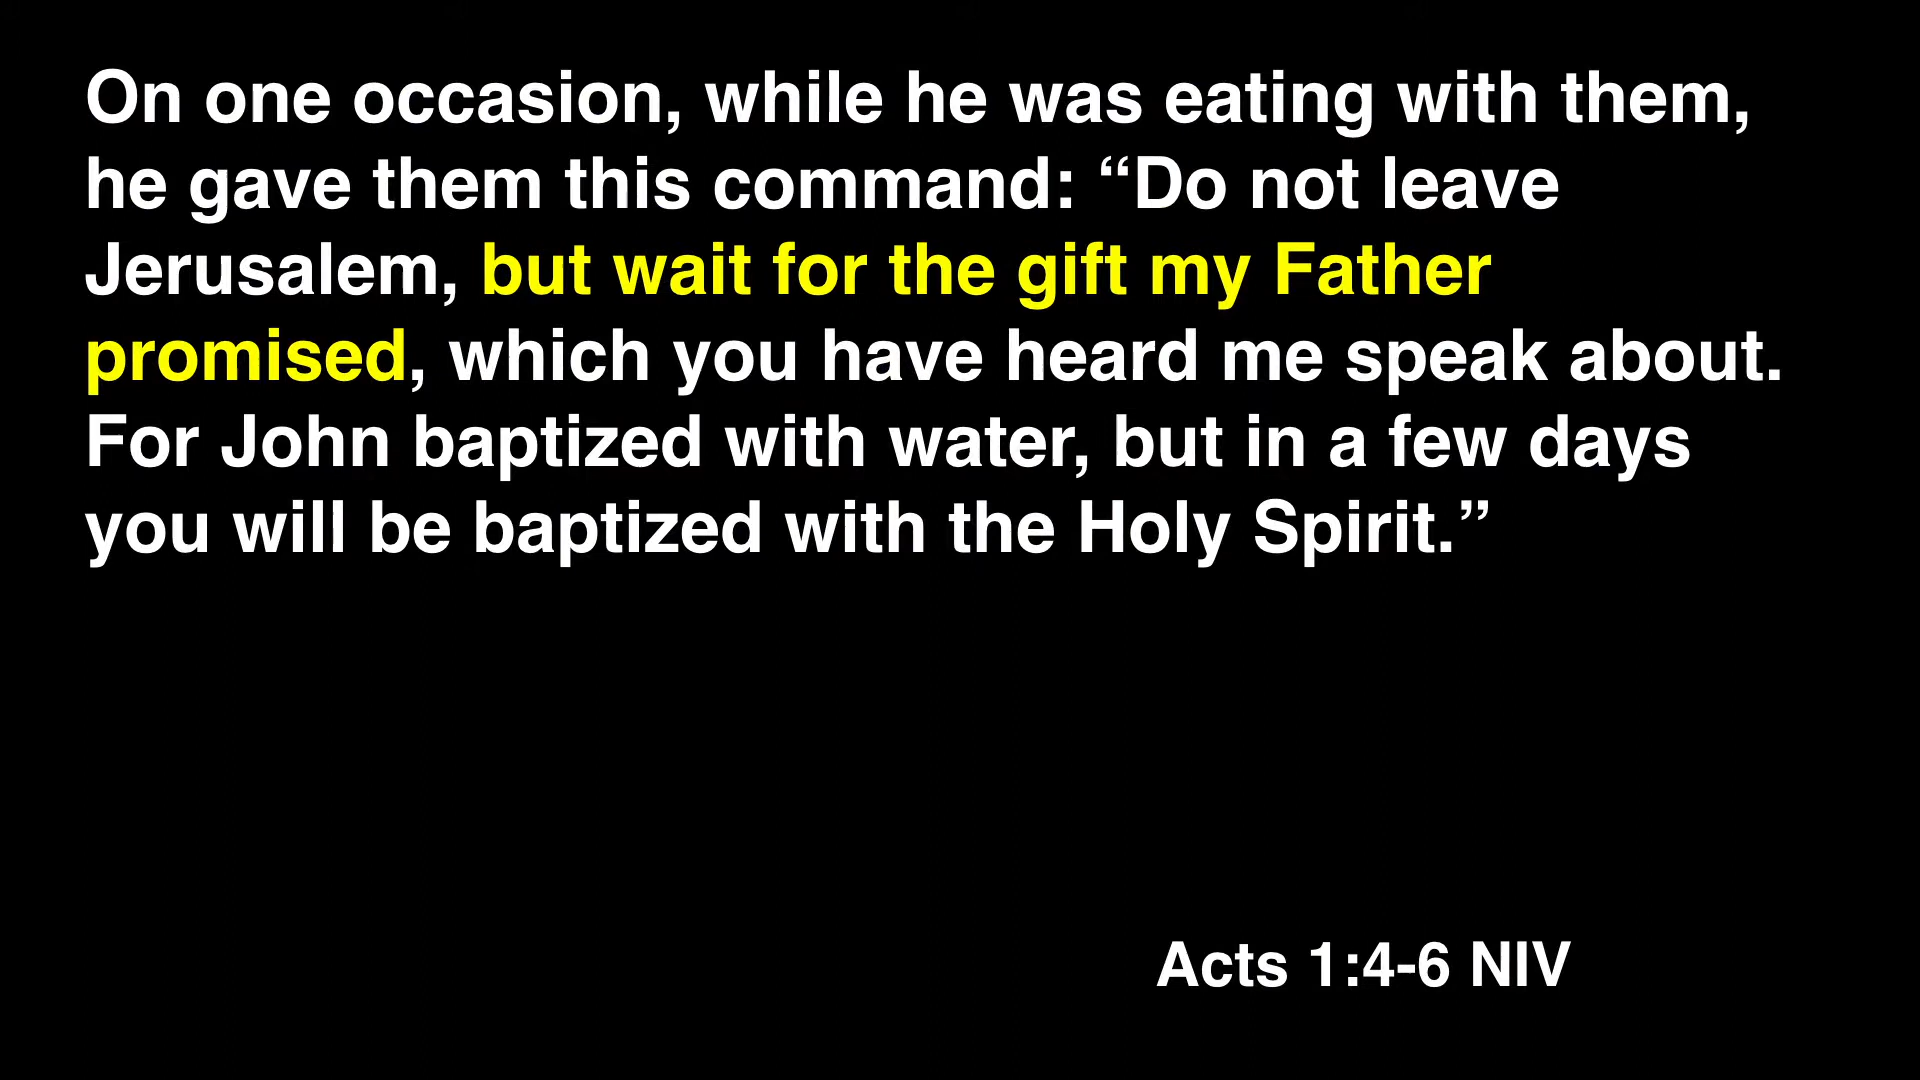 On one occasion, while he was eating with them,
he gave them this command: “Do not leave
Jerusalem, but wait for the gift my Father
promised, which you have heard me speak about.
For John baptized with water, but in a few days
you will be baptized with the Holy Spirit.”
Acts 1:4-6 NIV